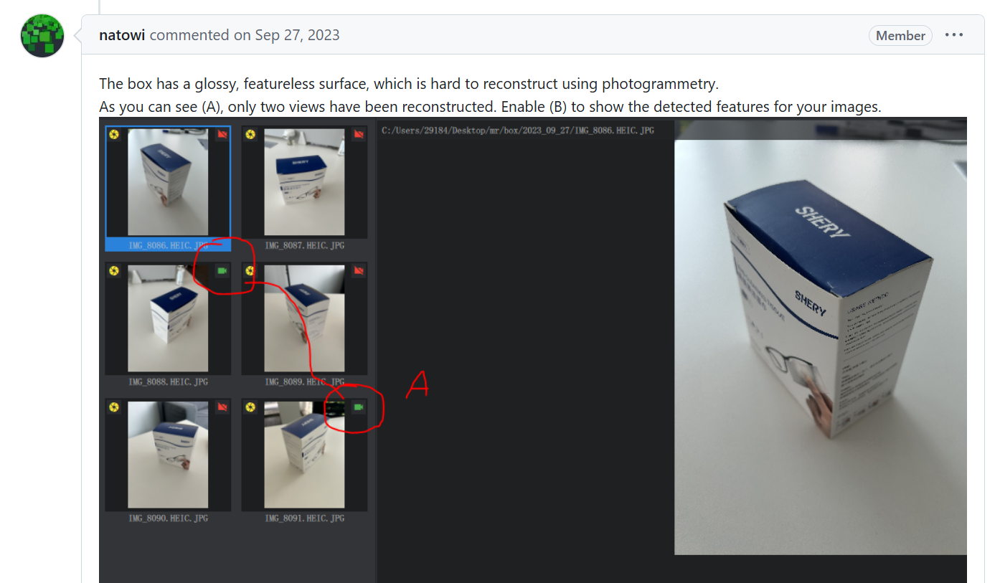 natowi commented on Sep 27, 2023
Member
The box has a glossy, featureless surface, which is hard to reconstruct using photogrammetry.
As you can see (A), only two views have been reconstructed. Enable (B) to show the detected features for your images.
C:/Users/29184/Desktop/mr/box/2023_09_27/IMG_8086.HEIC.JPG
IMG_8086.HEIC.JPG
SHERY
IMG_8087.HEIC.JPG
SHERY
SHERY
IMG_8088.HEIC.JPG
IMG_8089.HEIC.JPG
A
IMG_8090.HEIC.JPG
IMG_8091.HEIC.JPG